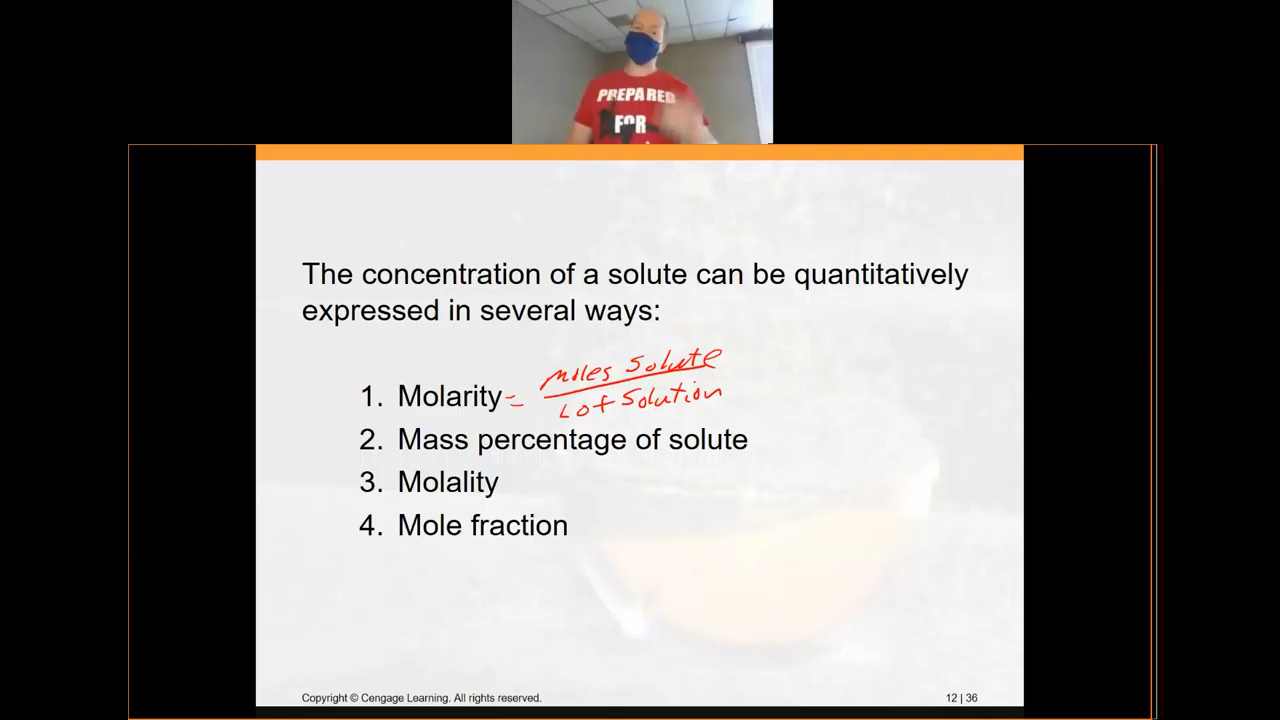 PREPARED
FOR
The concentration of a solute can be quantitatively
expressed in several ways:
moles solute
1. Molarity =
L of solution
2. Mass percentage of solute
3. Molality
4. Mole fraction
Copyright © Cengage Learning. All rights reserved.
12 | 36